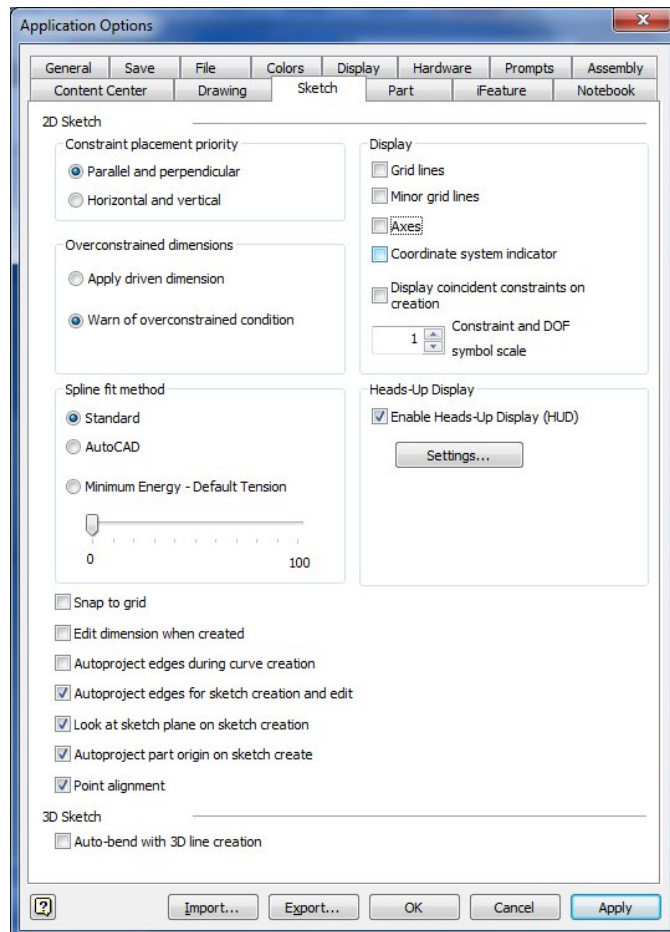 Application Options
General Save File Colors Display Hardware Prompts Assembly
Content Center Drawing Sketch Part iFeature Notebook
2D Sketch
Constraint placement priority
Parallel and perpendicular
Horizontal and vertical
Overconstrained dimensions
Apply driven dimension
Warn of overconstrained condition
Display
Grid lines
Minor grid lines
Axes
Coordinate system indicator
Display coincident constraints on
creation
1 Constraint and DOF
symbol scale
Spline fit method
Standard
AutoCAD
Minimum Energy - Default Tension
0 100
Heads-Up Display
Enable Heads-Up Display (HUD)
Settings...
Snap to grid
Edit dimension when created
Autoproject edges during curve creation
Autoproject edges for sketch creation and edit
Look at sketch plane on sketch creation
Autoproject part origin on sketch create
Point alignment
3D Sketch
Auto-bend with 3D line creation
? Import... Export... OK Cancel Apply